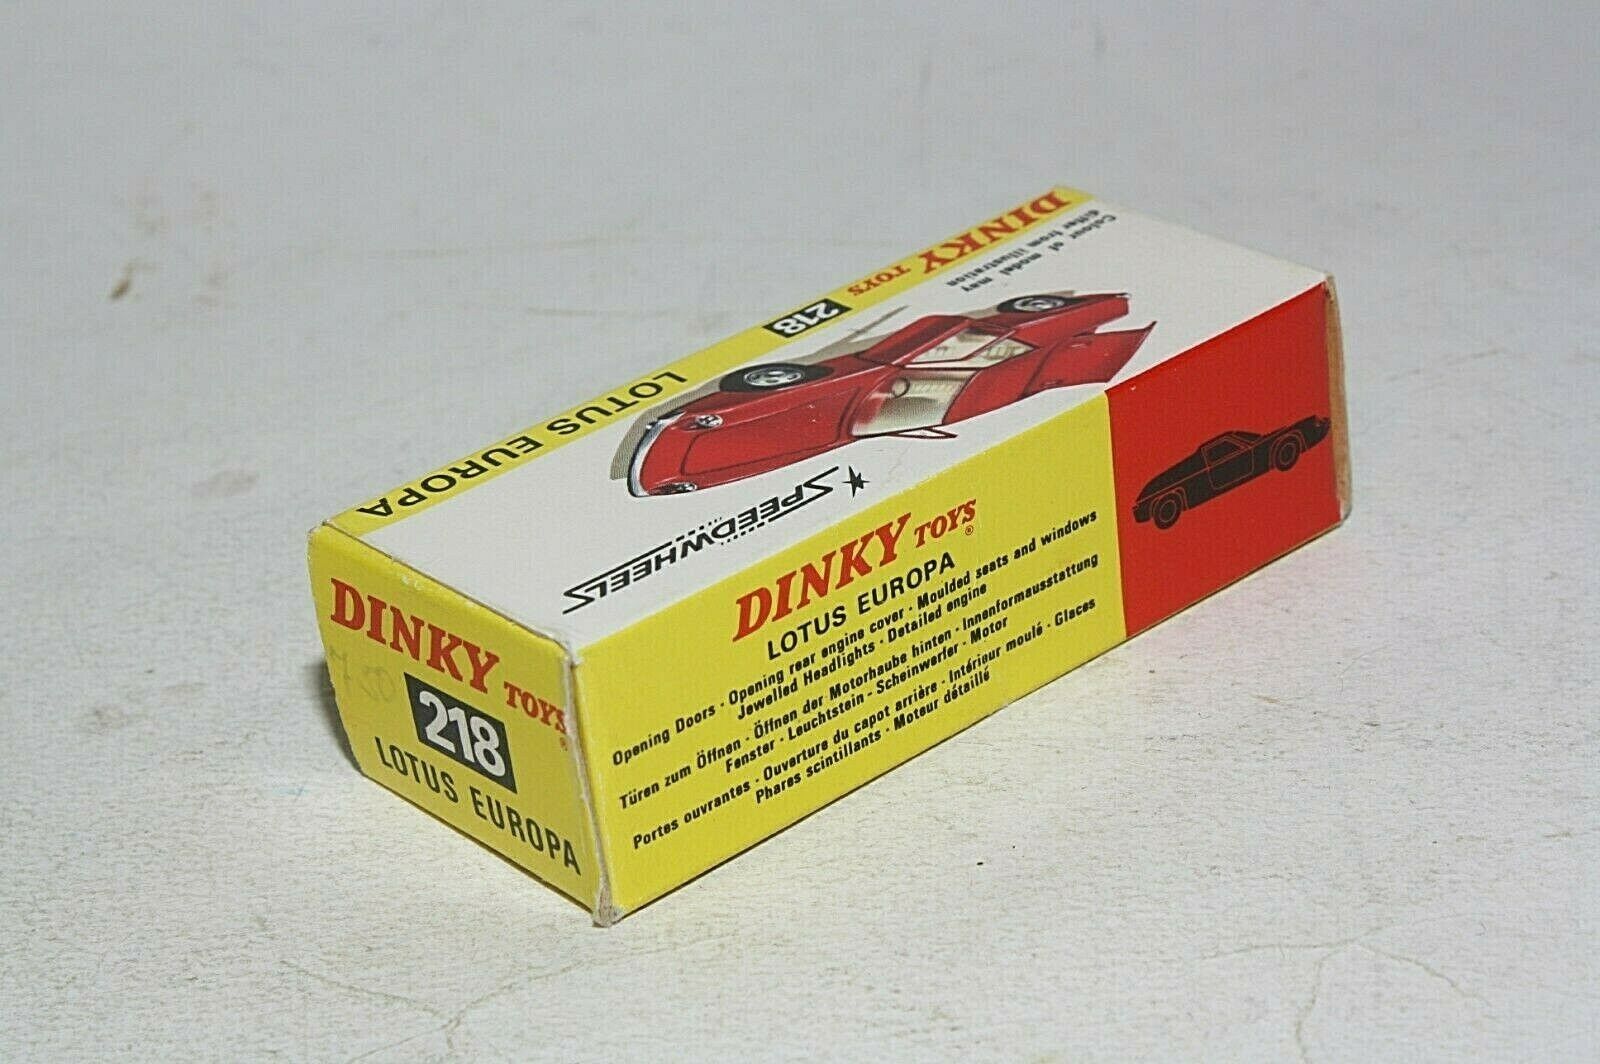 DINKY TOYS 218 LOTUS EUROPA
Colour of model may
differ from illustration
SPEEDWHEELS
DINKY TOYS®
218
LOTUS EUROPA
DINKY TOYS®
LOTUS EUROPA
Opening Doors · Opening rear engine cover · Moulded seats and windows
Jewelled Headlights · Detailed engine
Türen zum Öffnen · Öffnen der Motorhaube hinten · Innenformausstattung
Fenster · Leuchtstein - Scheinwerfer · Motor
Portes ouvrantes · Ouverture du capot arrière · Intérieur moulé · Glaces
Phares scintillants · Moteur détaillé